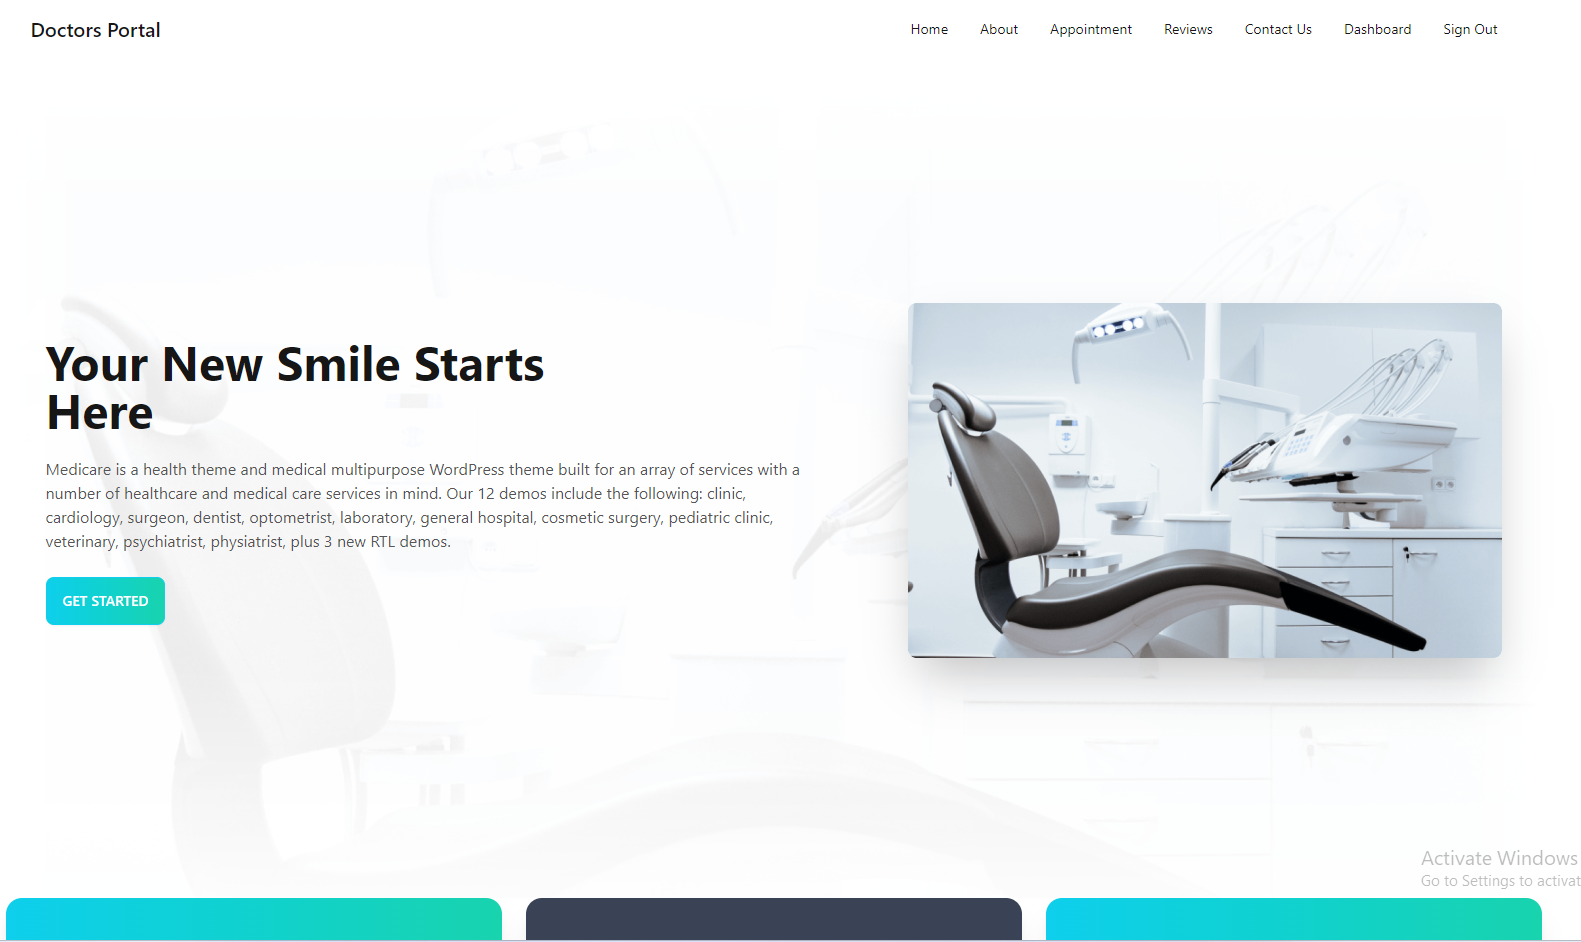 Doctors Portal
Home About Appointment Reviews Contact Us Dashboard Sign Out
Your New Smile Starts
Here
Medicare is a health theme and medical multipurpose WordPress theme built for an array of services with a
number of healthcare and medical care services in mind. Our 12 demos include the following: clinic,
cardiology, surgeon, dentist, optometrist, laboratory, general hospital, cosmetic surgery, pediatric clinic,
veterinary, psychiatrist, physiatrist, plus 3 new RTL demos.
GET STARTED
Activate Windows
Go to Settings to activat